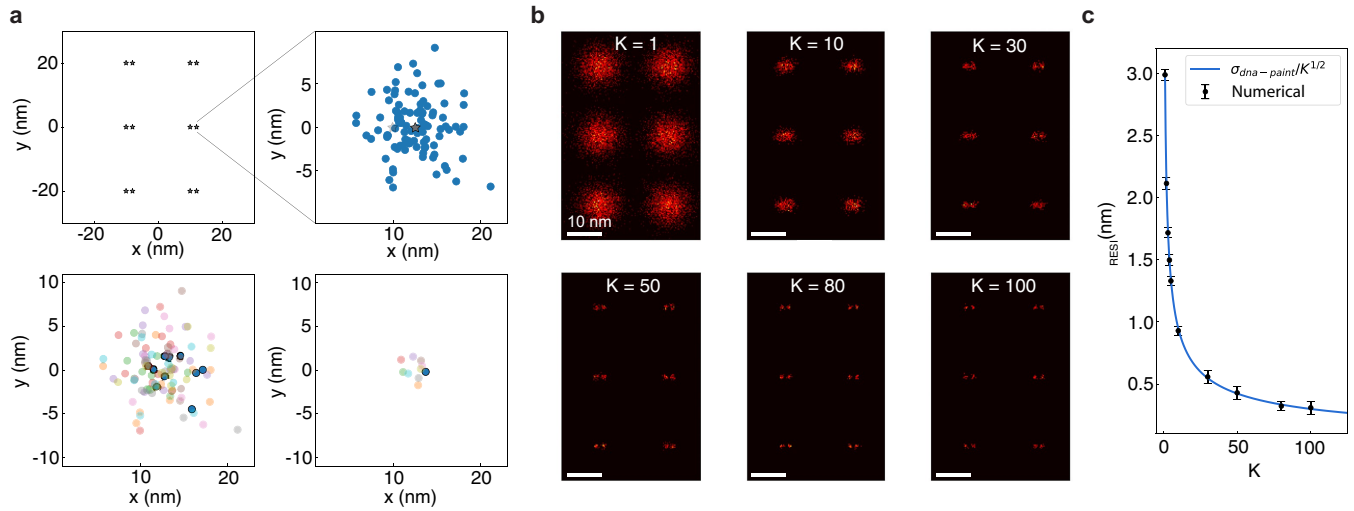 a
b
c
20
0
-20
y (nm)
-20
0
20
x (nm)
5
0
-5
y (nm)
10
20
x (nm)
10
5
0
-5
-10
y (nm)
10
20
x (nm)
10
5
0
-5
-10
y (nm)
10
20
x (nm)
K = 1
10 nm
K = 10
K = 30
K = 50
K = 80
K = 100
σdna−paint/K1/2
Numerical
3.0
2.5
2.0
1.5
1.0
0.5
RESI(nm)
0
50
100
K